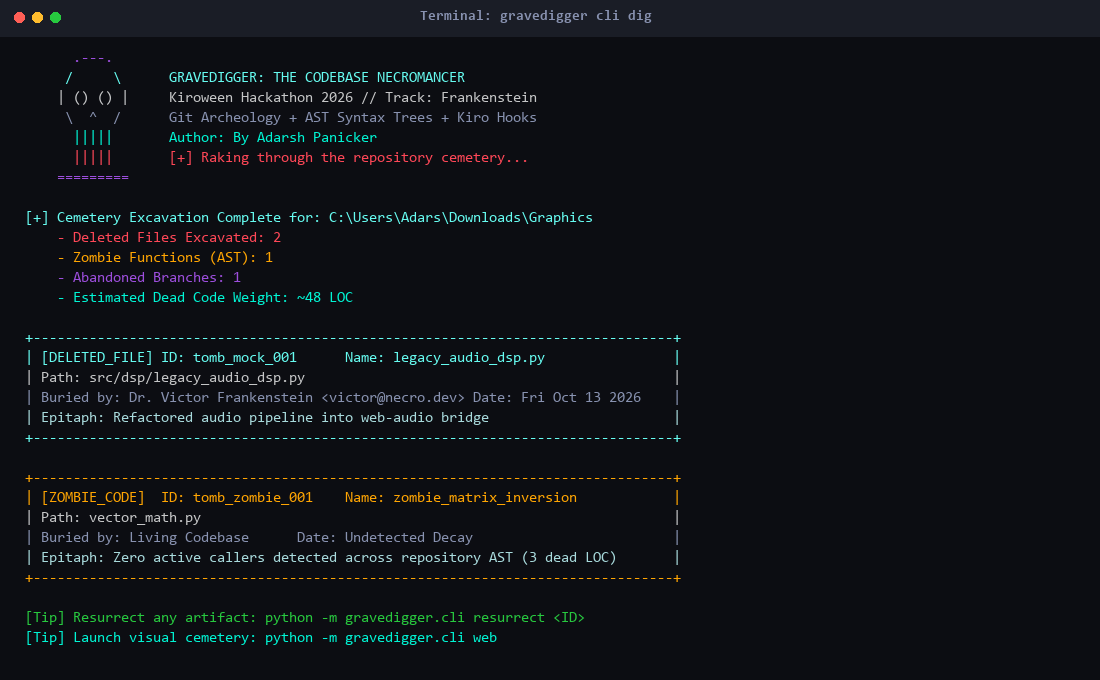 Terminal: gravedigger cli dig
.---.
/     \     GRAVEDIGGER: THE CODEBASE NECROMANCER
| () () |     Kiroween Hackathon 2026 // Track: Frankenstein
\  ^  /      Git Archeology + AST Syntax Trees + Kiro Hooks
|||||       Author: By Adarsh Panicker
|||||       [+] Raking through the repository cemetery...
=========
[+] Cemetery Excavation Complete for: C:\Users\Adars\Downloads\Graphics
- Deleted Files Excavated: 2
- Zombie Functions (AST): 1
- Abandoned Branches: 1
- Estimated Dead Code Weight: ~48 LOC
+--------------------------------------------------------------------------------+
| [DELETED_FILE] ID: tomb_mock_001      Name: legacy_audio_dsp.py                |
| Path: src/dsp/legacy_audio_dsp.py                                              |
| Buried by: Dr. Victor Frankenstein <victor@necro.dev> Date: Fri Oct 13 2026    |
| Epitaph: Refactored audio pipeline into web-audio bridge                       |
+--------------------------------------------------------------------------------+
+--------------------------------------------------------------------------------+
| [ZOMBIE_CODE]  ID: tomb_zombie_001    Name: zombie_matrix_inversion            |
| Path: vector_math.py                                                           |
| Buried by: Living Codebase      Date: Undetected Decay                         |
| Epitaph: Zero active callers detected across repository AST (3 dead LOC)       |
+--------------------------------------------------------------------------------+
[Tip] Resurrect any artifact: python -m gravedigger.cli resurrect <ID>
[Tip] Launch visual cemetery: python -m gravedigger.cli web